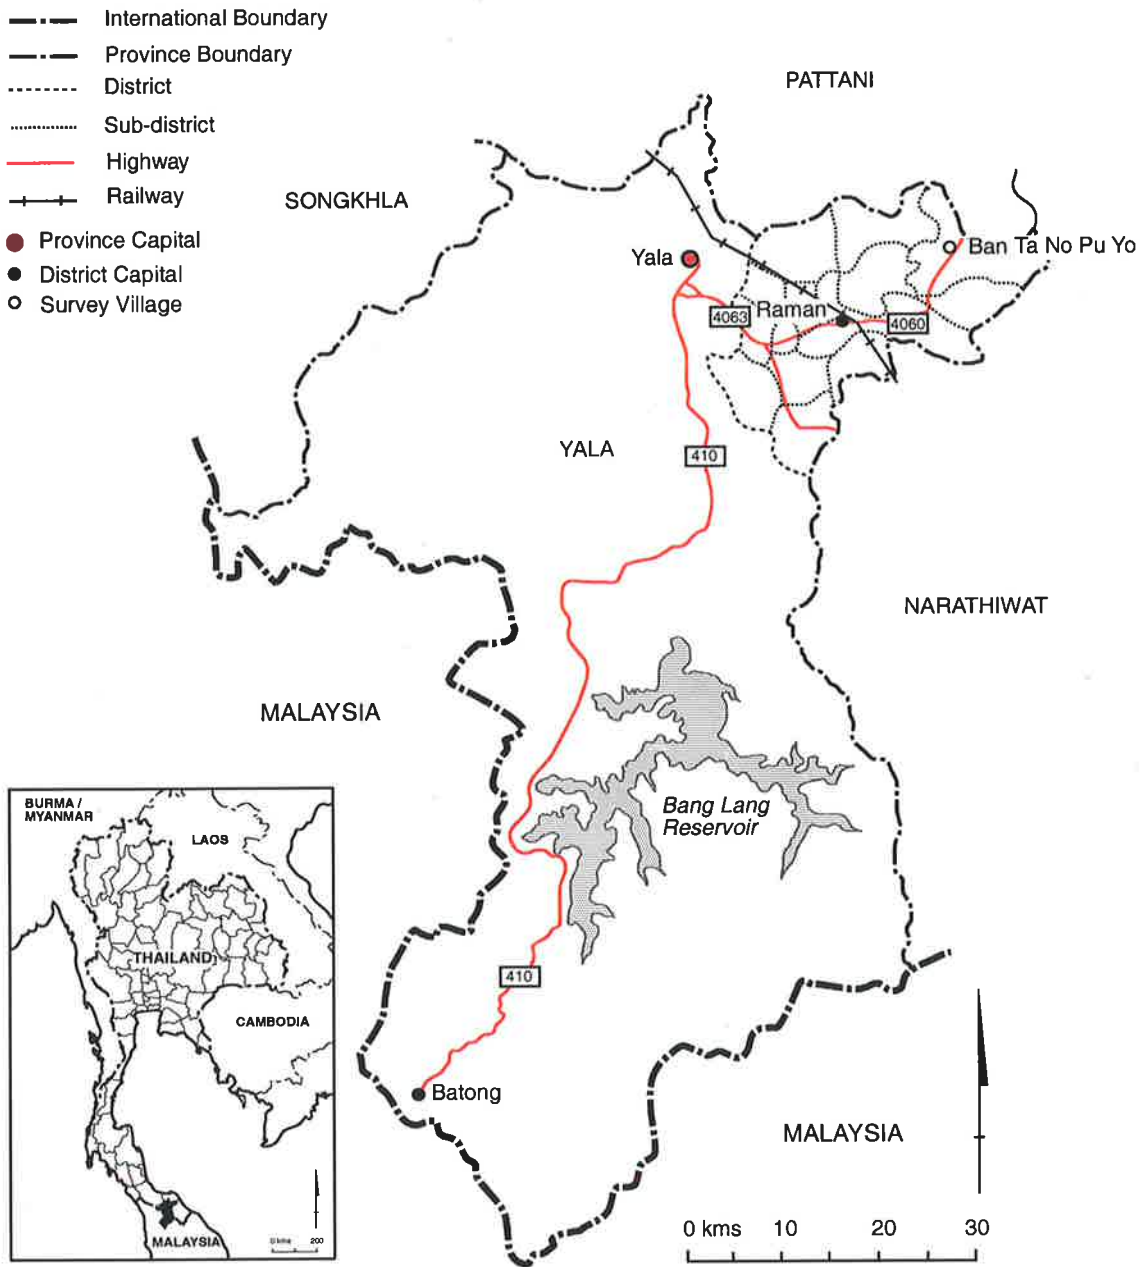 International Boundary
Province Boundary
District
Sub-district
Highway
Railway
Province Capital
District Capital
Survey Village
PATTANI
SONGKHLA
Yala
Ban Ta No Pu Yo
Raman
4063
4060
YALA
410
NARATHIWAT
MALAYSIA
Bang Lang
Reservoir
410
Batong
MALAYSIA
0 kms 10 20 30
BURMA /
MYANMAR
LAOS
THAILAND
CAMBODIA
MALAYSIA
0 kms 200